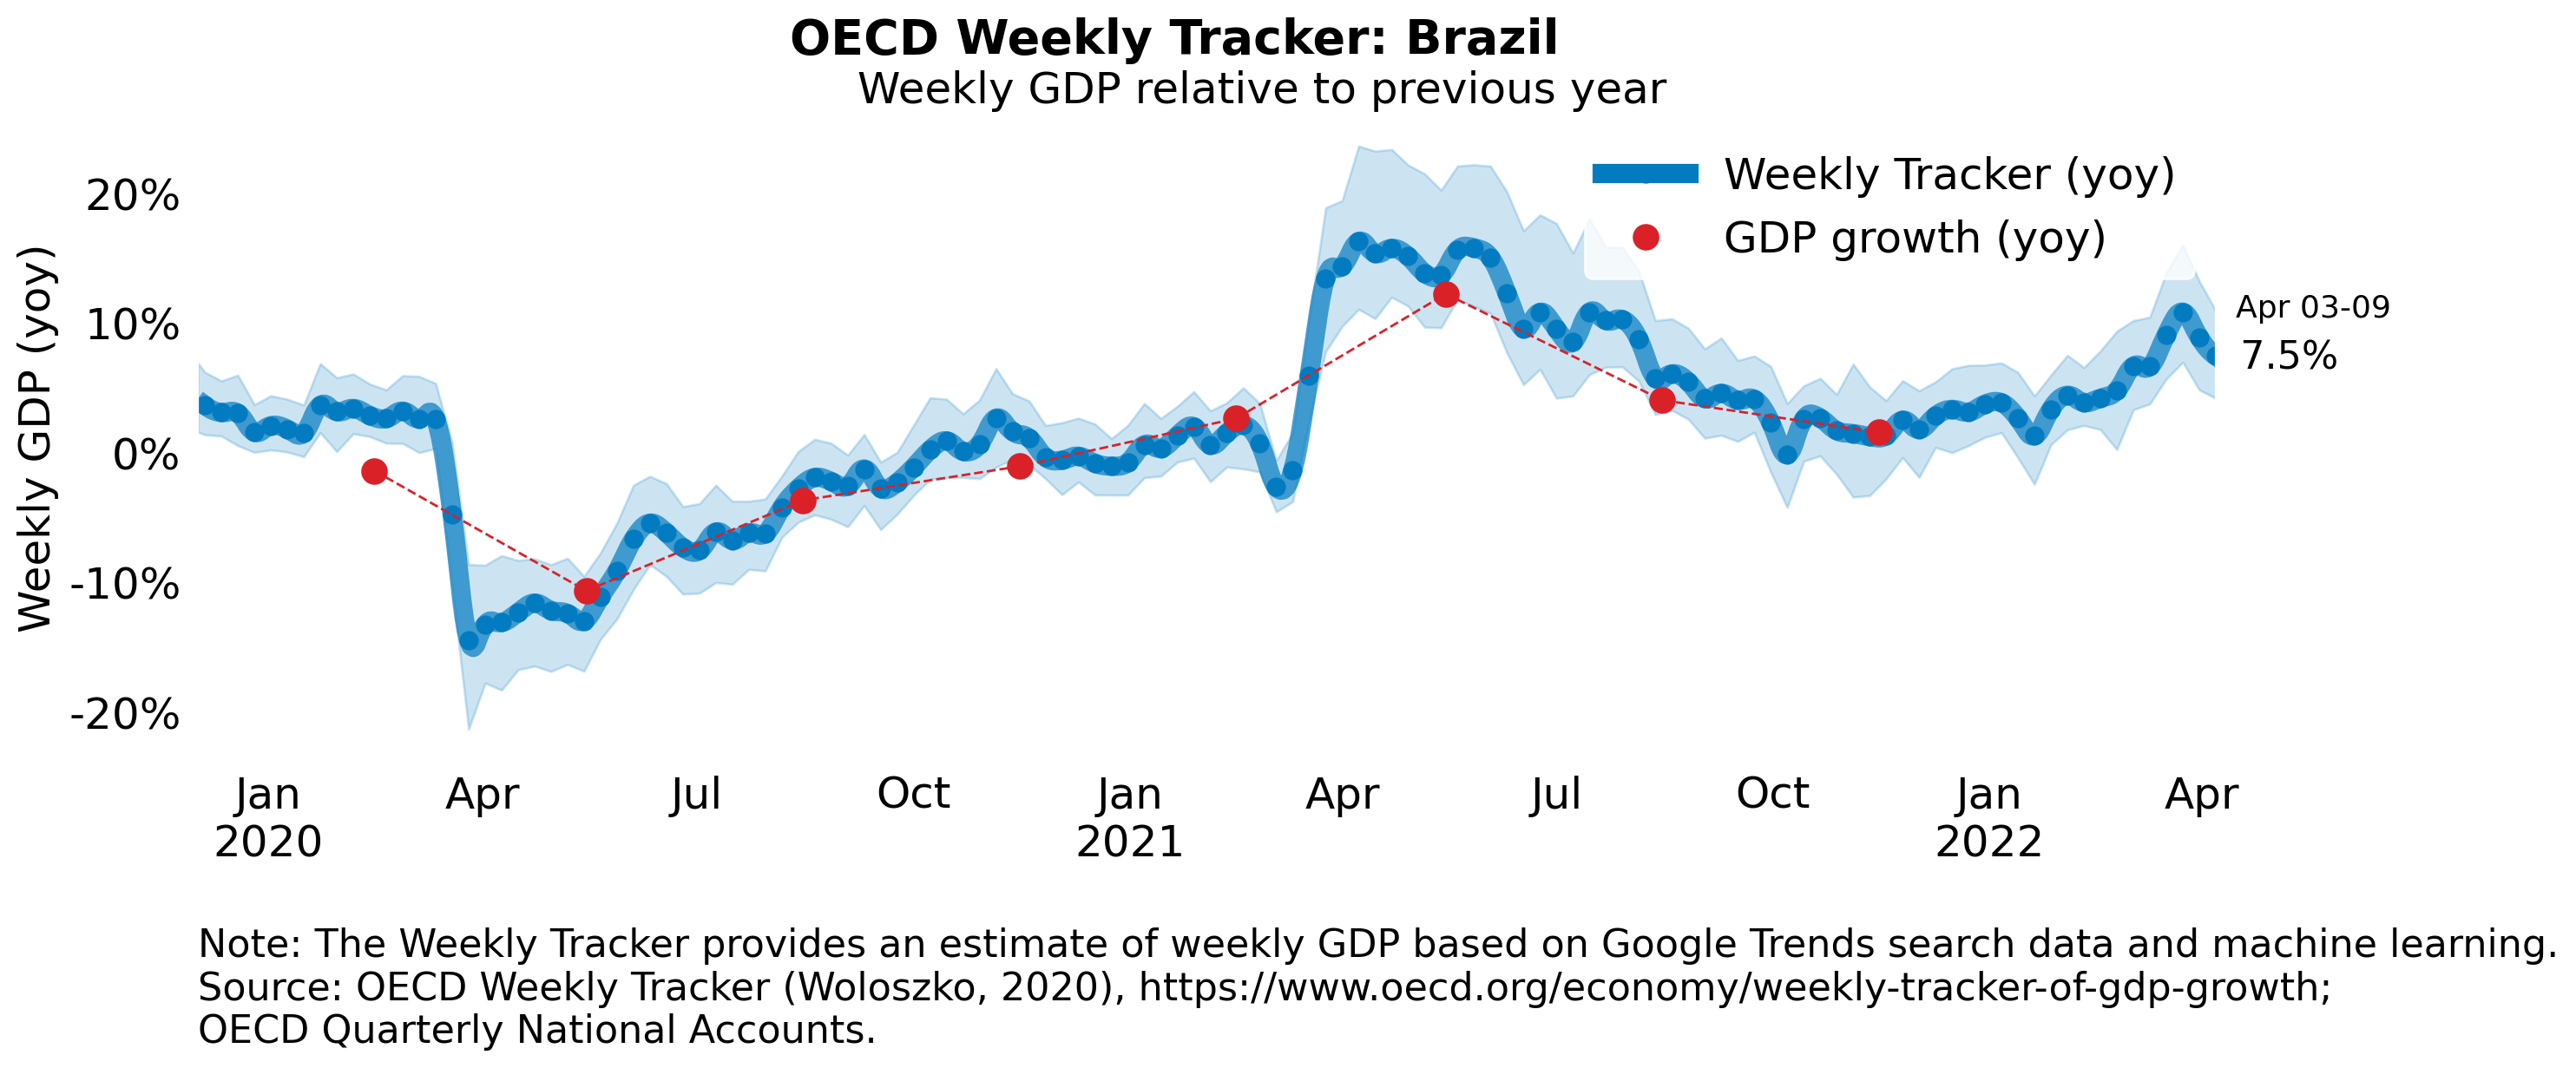 OECD Weekly Tracker: Brazil
Weekly GDP relative to previous year
Weekly GDP (yoy)
20%
10%
0%
-10%
-20%
Weekly Tracker (yoy)
GDP growth (yoy)
Apr 03-09
7.5%
Jan Apr Jul Oct Jan Apr Jul Oct Jan Apr
2020 2021 2022
Note: The Weekly Tracker provides an estimate of weekly GDP based on Google Trends search data and machine learning.
Source: OECD Weekly Tracker (Woloszko, 2020), https://www.oecd.org/economy/weekly-tracker-of-gdp-growth;
OECD Quarterly National Accounts.